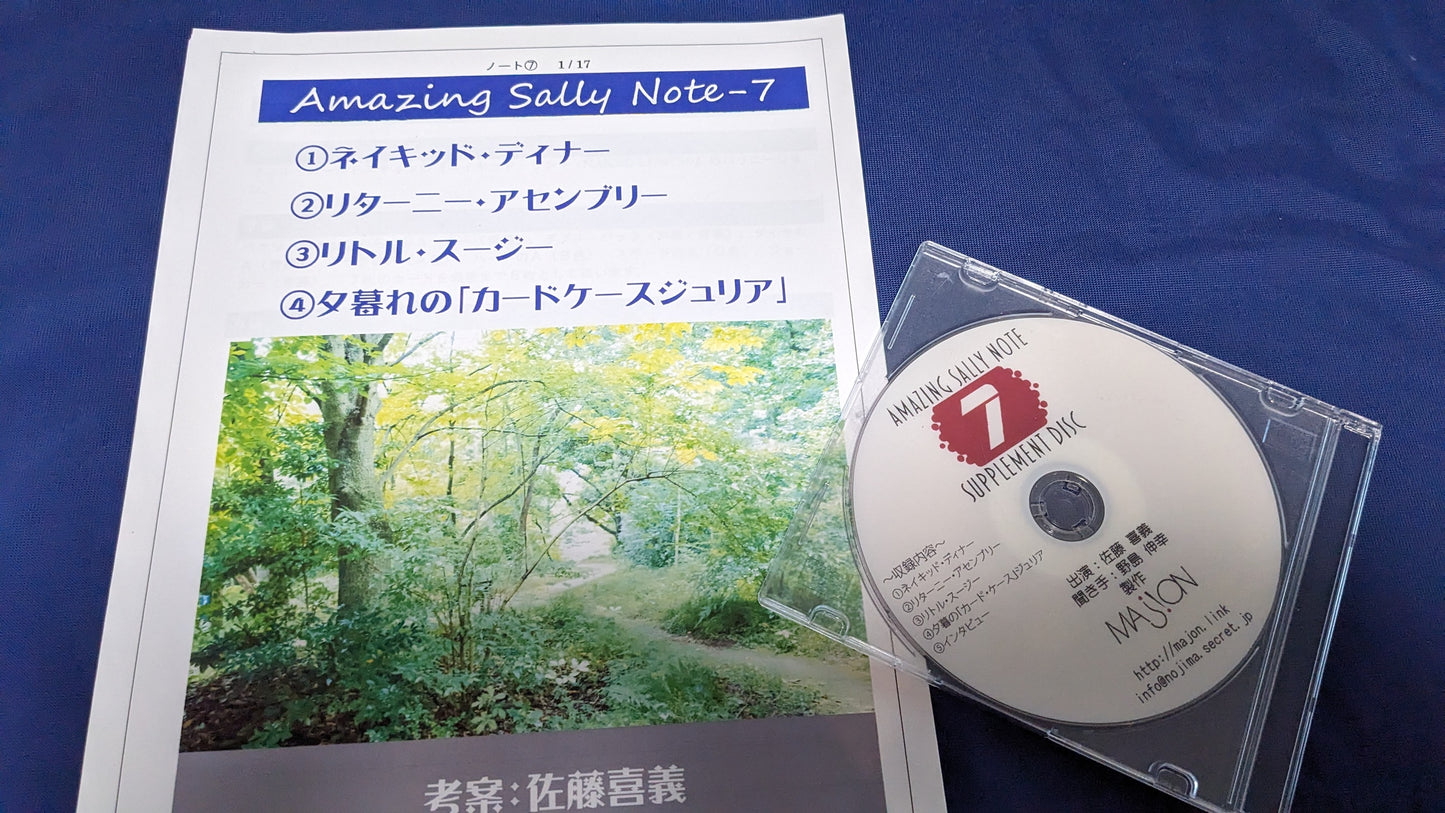 ノート⑦ 1/17
Amazing Sally Note-7
①ネイキッド・ディナー
②リターニー・アセンブリー
③リトル・スージー
④夕暮れの「カードケースジュリア」
考案：佐藤喜義
AMAZING SALLY NOTE
7
SUPPLEMENT DISC
～収録内容～
①ネイキッド・ディナー
②リターニー・アセンブリー
③リトル・スージー
④夕暮の「カード・ケース」ジュリア
⑤インタビュー
出演：佐藤 喜義
聞き手：野島 伸幸
製作
MAJION
http://majon.link
info@nojima.secret.jp